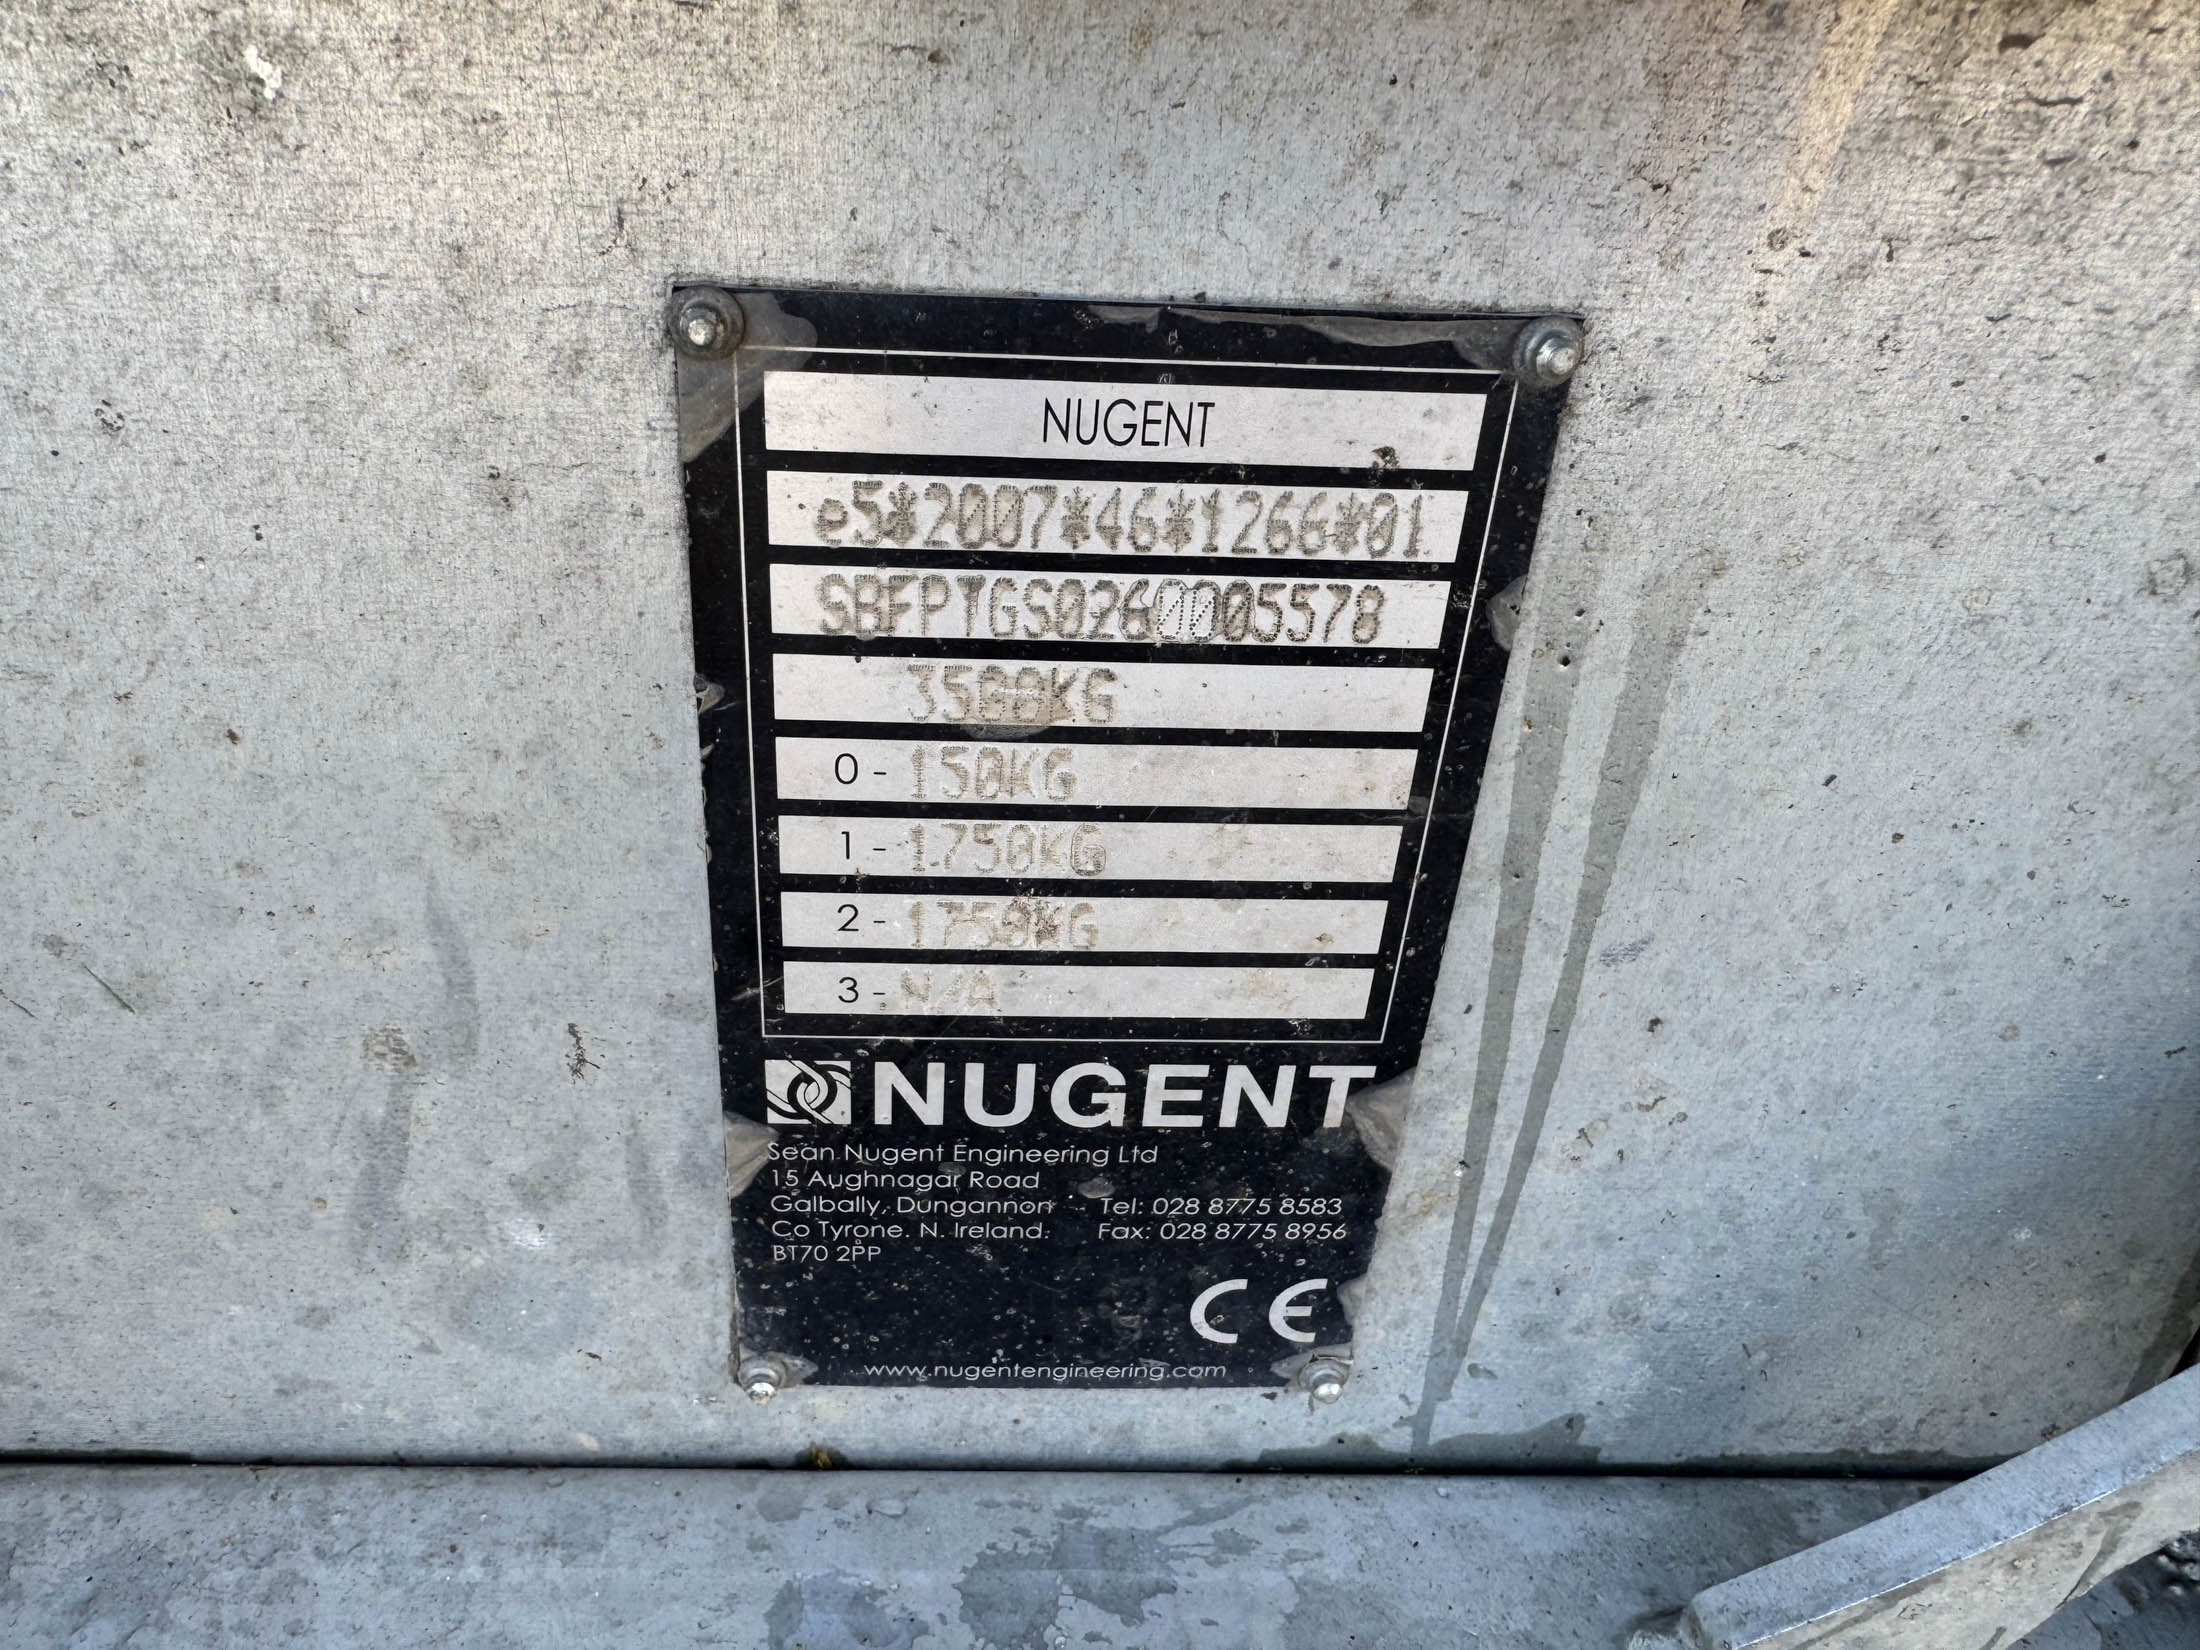 NUGENT
e5*2007*46*1266*01
SBFPTGS0260005578
3500KG
0 - 150KG
1 - 1750KG
2 - 1750KG
3 - N/A
NUGENT
Sean Nugent Engineering Ltd
15 Aughnagar Road
Galbally, Dungannon Tel: 028 8775 8583
Co Tyrone. N. Ireland. Fax: 028 8775 8956
BT70 2PP
CE
www.nugentengineering.com